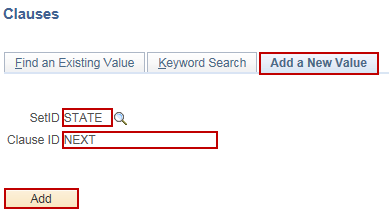 Clauses
Find an Existing Value Keyword Search Add a New Value
SetID STATE
Clause ID NEXT
Add